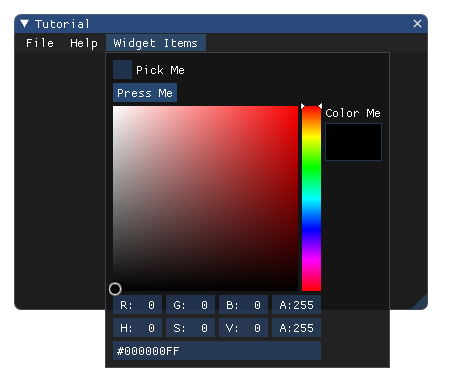 Tutorial
File Help Widget Items
Pick Me
Press Me
Color Me
R: 0 G: 0 B: 0 A:255
H: 0 S: 0 V: 0 A:255
#000000FF